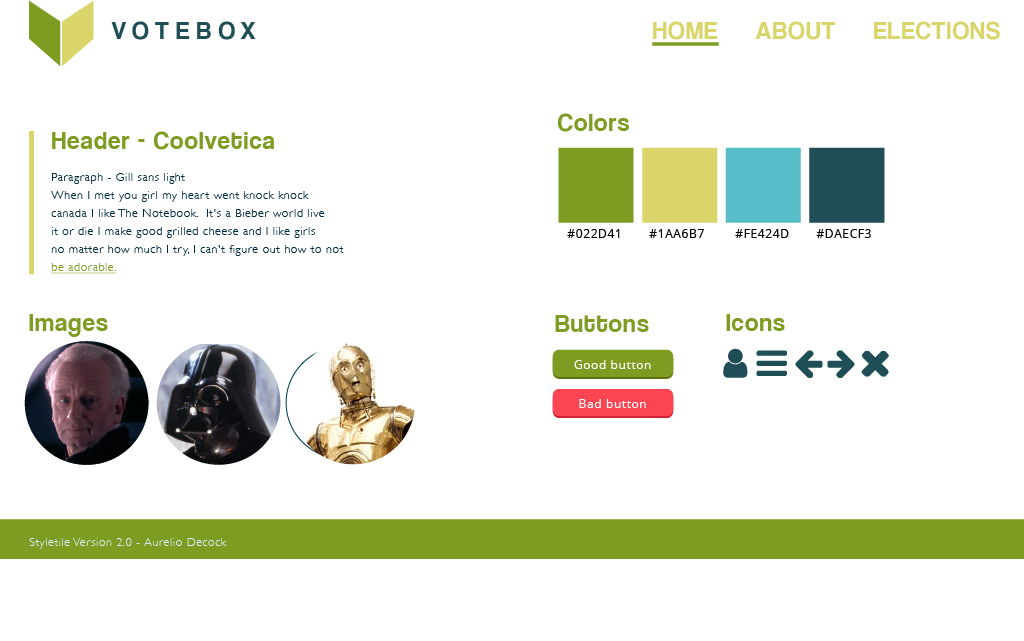 VOTEBOX
HOME ABOUT ELECTIONS
Header - Coolvetica
Paragraph - Gill sans light
When I met you girl my heart went knock knock
canada I like The Notebook. It's a Bieber world live
it or die I make good grilled cheese and I like girls
no matter how much I try, I can't figure out how to not
be adorable.
Colors
#022D41 #1AA6B7 #FE424D #DAECF3
Images
Buttons
Good button
Bad button
Icons
Styletile Version 2.0 - Aurelio Decock